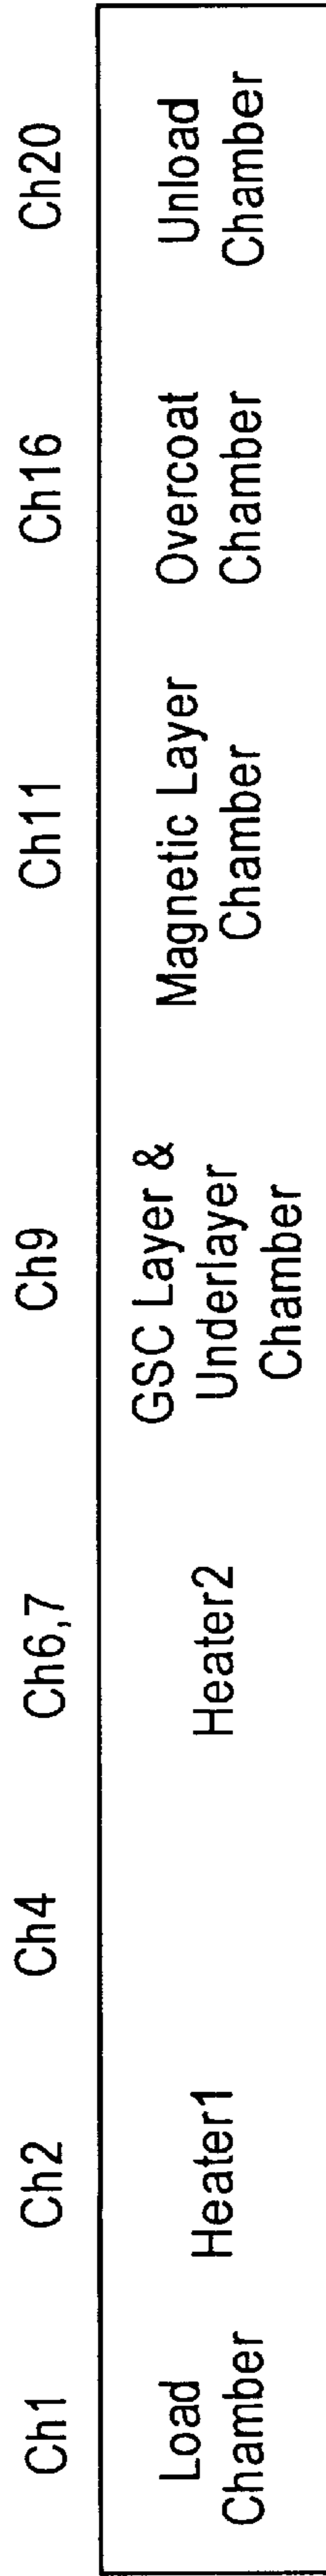 Ch1
Ch2
Ch4
Ch6,7
Ch9
Ch11
Ch16
Ch20
Load
Chamber
Heater1
Heater2
GSC Layer &
Underlayer
Chamber
Magnetic Layer
Chamber
Overcoat
Chamber
Unload
Chamber